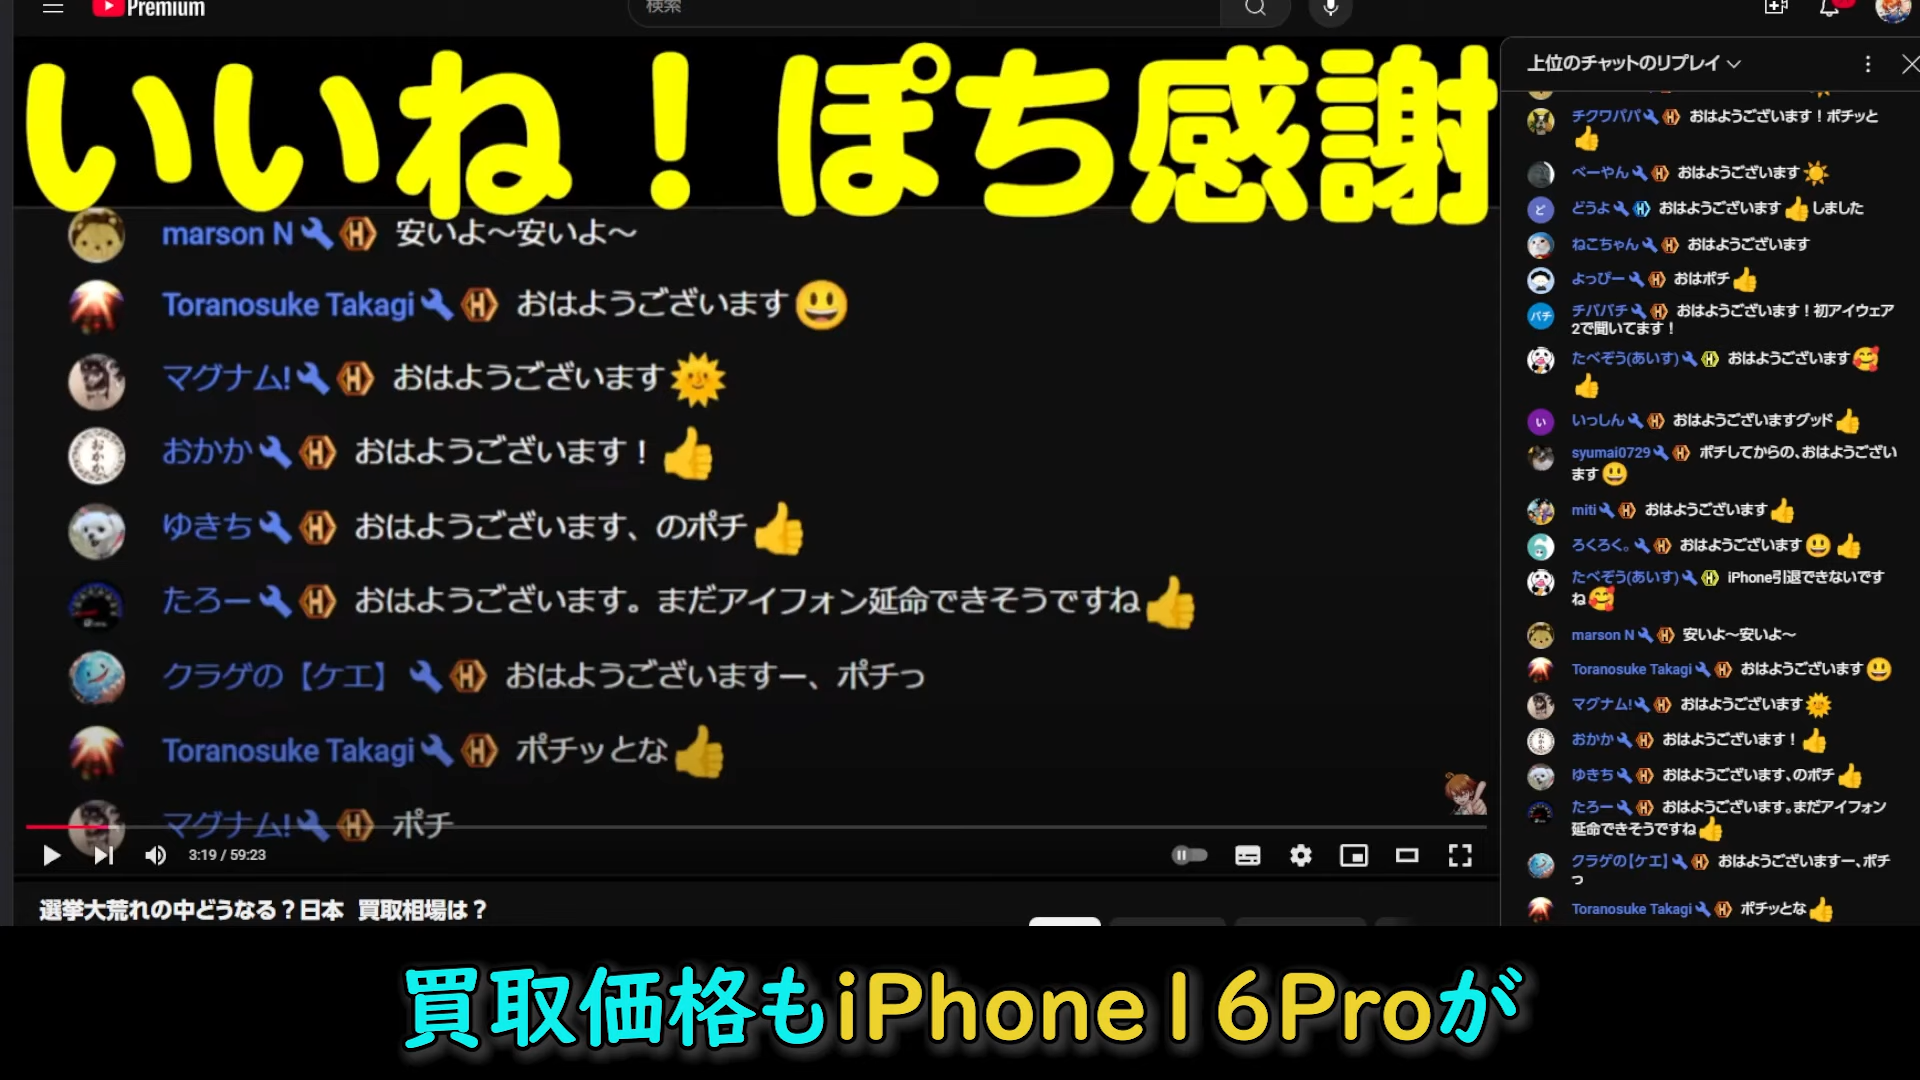 Premium
検索
いいね！ぽち感謝
marson N 安いよ〜安いよ〜
Toranosuke Takagi おはようございます😃
マグナム! おはようございます🌞
おかか おはようございます！👍
ゆきち おはようございます、のポチ👍
たろー おはようございます。まだアイフォン延命できそうですね👍
クラゲの【ケエ】 おはようございますー、ポチっ
Toranosuke Takagi ポチッとな👍
マグナム! ポチ
3:19 / 59:23
選挙大荒れの中どうなる？日本 買取相場は？
上位のチャットのリプレイ
チクワパパ おはようございます！ポチッと
👍
べーやん おはようございます☀️
ど
どうよ おはようございます👍しました
ねこちゃん おはようございます
よっぴー おはポチ👍
バチ
チババチ おはようございます！初アイウェア
2で聞いてます！
たべぞう(あいす) おはようございます🥰
👍
い
いっしん おはようございますグッド👍
syumai0729 ポチしてからの、おはようござい
ます😃
miti おはようございます👍
ろくろく。 おはようございます😃👍
たべぞう(あいす) iPhone引退できないです
ね🥰
marson N 安いよ〜安いよ〜
Toranosuke Takagi おはようございます😃
マグナム! おはようございます🌞
おかか おはようございます！👍
ゆきち おはようございます、のポチ👍
たろー おはようございます。まだアイフォン
延命できそうですね👍
クラゲの【ケエ】 おはようございますー、ポチ
っ
Toranosuke Takagi ポチッとな👍
買取価格もiPhone16Proが